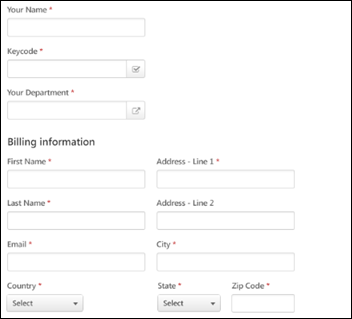 Your Name *
Keycode *
Your Department *
Billing information
First Name * Address - Line 1 *
Last Name * Address - Line 2
Email * City *
Country * State * Zip Code *
Select Select